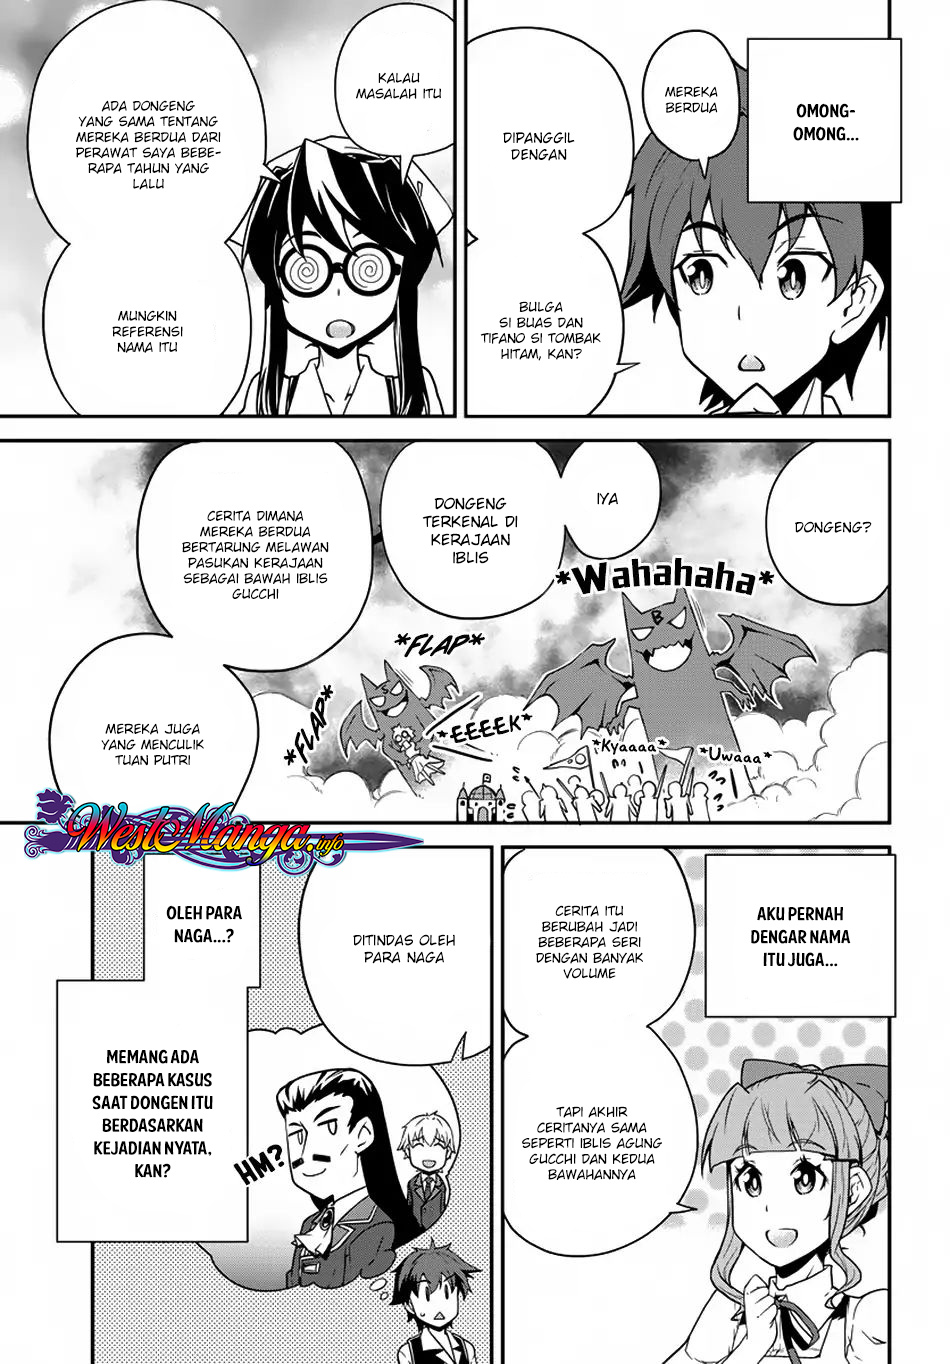 OMONG-
OMONG...
MEREKA
BERDUA
DIPANGGIL
DENGAN
BULGA
SI BUAS DAN
TIFANO SI TOMBAK
HITAM, KAN?
KALAU
MASALAH ITU
ADA DONGENG
YANG SAMA TENTANG
MEREKA BERDUA DARI
PERAWAT SAYA BEBE-
RAPA TAHUN YANG
LALU
MUNGKIN
REFERENSI
NAMA ITU
DONGENG?
IYA
DONGENG
TERKENAL DI
KERAJAAN
IBLIS
*Wahahaha*
CERITA DIMANA
MEREKA BERDUA
BERTARUNG MELAWAN
PASUKAN KERAJAAN
SEBAGAI BAWAH IBLIS
GUCCHI
B
*FLAP*
*FLAP*
*EEEEK*
*Kyaaaa*
*Uwaaa*
MEREKA JUGA
YANG MENCULIK
TUAN PUTRI
WestManga.info
AKU PERNAH
DENGAR NAMA
ITU JUGA...
CERITA ITU
BERUBAH JADI
BEBERAPA SERI
DENGAN BANYAK
VOLUME
TAPI AKHIR
CERITANYA SAMA
SEPERTI IBLIS AGUNG
GUCCHI DAN KEDUA
BAWAHANNYA
DITINDAS OLEH
PARA NAGA
OLEH PARA
NAGA...?
MEMANG ADA
BEBERAPA KASUS
SAAT DONGEN ITU
BERDASARKAN
KEJADIAN NYATA,
KAN?
HM?